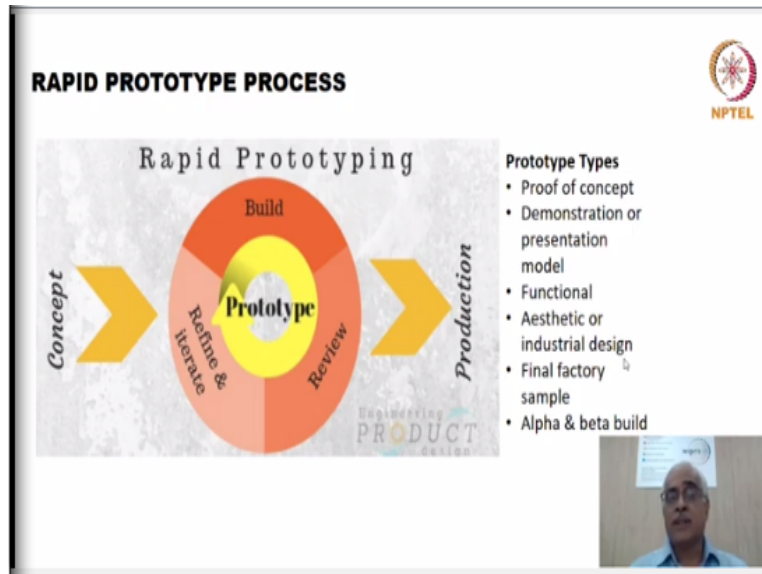 RAPID PROTOTYPE PROCESS
NPTEL
Rapid Prototyping
Build
Concept
Prototype
Refine &
iterate
Review
Production
Engineering
PRODUCT
design
Prototype Types
• Proof of concept
• Demonstration or
presentation
model
• Functional
• Aesthetic or
industrial design
• Final factory
sample
• Alpha & beta build